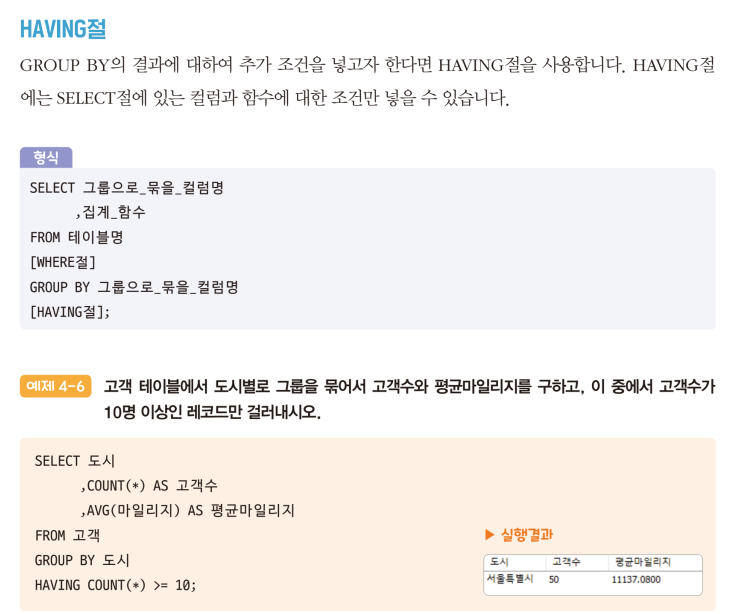 HAVING절
GROUP BY의 결과에 대하여 추가 조건을 넣고자 한다면 HAVING절을 사용합니다. HAVING절
에는 SELECT절에 있는 컬럼과 함수에 대한 조건만 넣을 수 있습니다.
형식
SELECT 그룹으로_묶을_컬럼명
,집계_함수
FROM 테이블명
[WHERE절]
GROUP BY 그룹으로_묶을_컬럼명
[HAVING절];
예제 4-6 고객 테이블에서 도시별로 그룹을 묶어서 고객수와 평균마일리지를 구하고, 이 중에서 고객수가
10명 이상인 레코드만 걸러내시오.
SELECT 도시
,COUNT(*) AS 고객수
,AVG(마일리지) AS 평균마일리지
FROM 고객
GROUP BY 도시
HAVING COUNT(*) >= 10;
▶ 실행결과
도시 고객수 평균마일리지
서울특별시 50 11137.0800